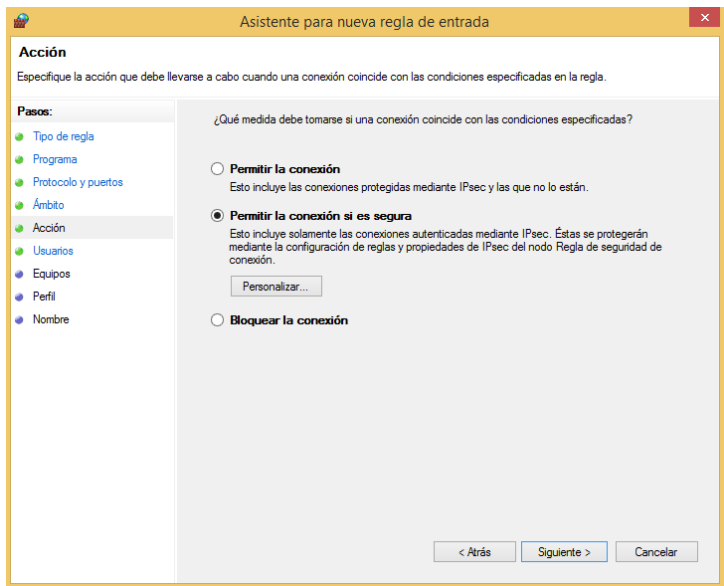 Asistente para nueva regla de entrada
Acción
Especifique la acción que debe llevarse a cabo cuando una conexión coincide con las condiciones especificadas en la regla.
Pasos:
Tipo de regla
Programa
Protocolo y puertos
Ámbito
Acción
Usuarios
Equipos
Perfil
Nombre
¿Qué medida debe tomarse si una conexión coincide con las condiciones especificadas?
Permitir la conexión
Esto incluye las conexiones protegidas mediante IPsec y las que no lo están.
Permitir la conexión si es segura
Esto incluye solamente las conexiones autenticadas mediante IPsec. Éstas se protegerán
mediante la configuración de reglas y propiedades de IPsec del nodo Regla de seguridad de
conexión.
Personalizar...
Bloquear la conexión
< Atrás
Siguiente >
Cancelar